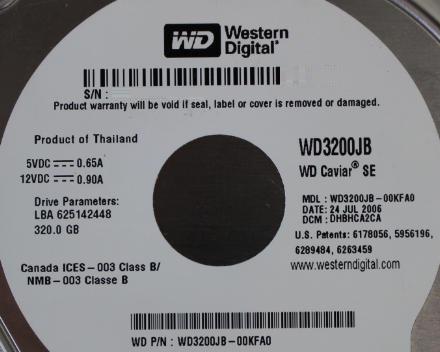 WD Western
Digital®
S/N :
Product warranty will be void if seal, label or cover is removed or damaged.
Product of Thailand
5VDC 0.65A
12VDC 0.90A
Drive Parameters:
LBA 625142448
320.0 GB
Canada ICES-003 Class B/
NMB-003 Classe B
WD3200JB
WD Caviar® SE
MDL : WD3200JB-00KFA0
DATE: 24 JUL 2006
DCM : DHBHCA2CA
U.S. Patents: 6178056, 5956196,
6289484, 6263459
www.westerndigital.com
WD P/N : WD3200JB-00KFA0